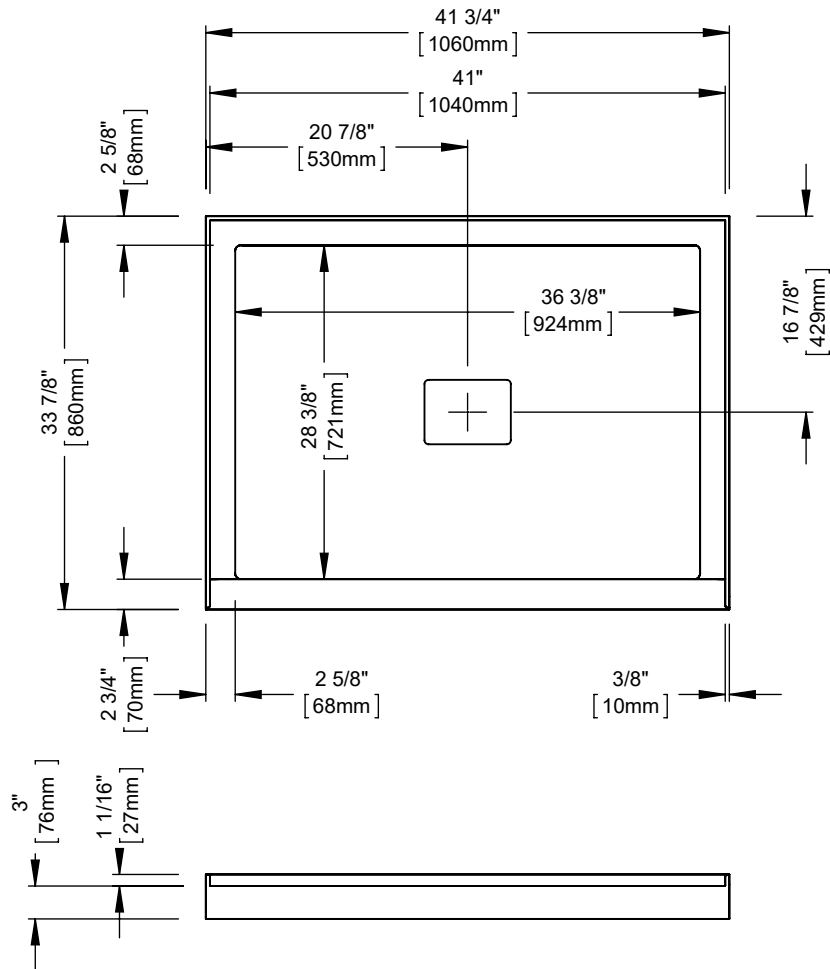 41 3/4"
[1060mm]
41"
[1040mm]
20 7/8"
[530mm]
2 5/8"
[68mm]
36 3/8"
[924mm]
16 7/8"
[429mm]
33 7/8"
[860mm]
28 3/8"
[721mm]
2 3/4"
[70mm]
2 5/8"
[68mm]
3/8"
[10mm]
3"
[76mm]
1 1/16"
[27mm]